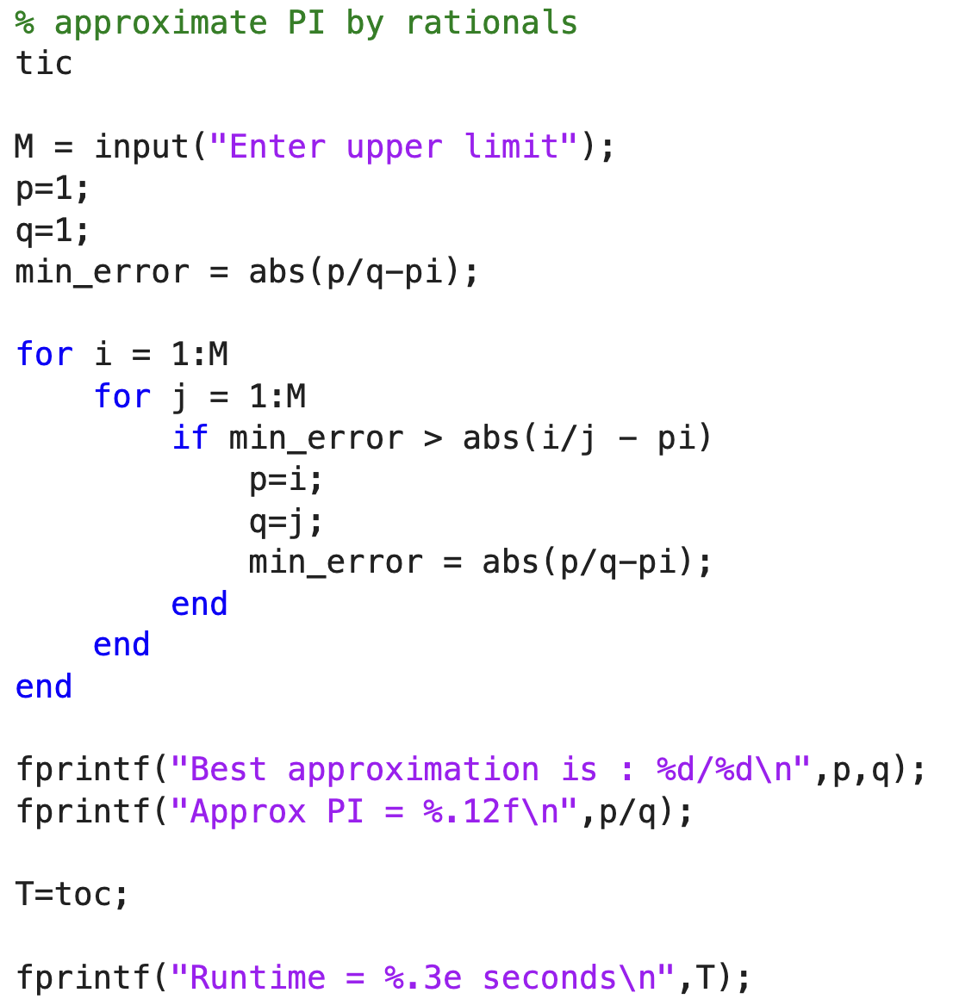 % approximate PI by rationals
tic
M = input("Enter upper limit");
p=1;
q=1;
min_error = abs(p/q-pi);
for i = 1:M
    for j = 1:M
        if min_error > abs(i/j - pi)
            p=i;
            q=j;
            min_error = abs(p/q-pi);
        end
    end
end
fprintf("Best approximation is : %d/%d\n",p,q);
fprintf("Approx PI = %.12f\n",p/q);
T=toc;
fprintf("Runtime = %.3e seconds\n",T);